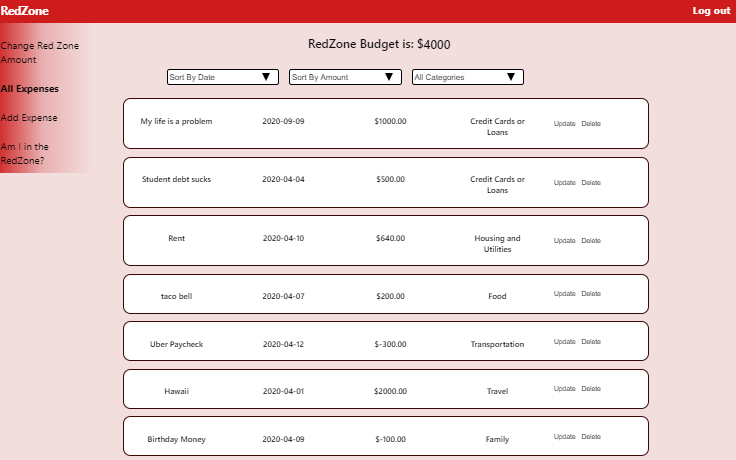 RedZone
Log out
Change Red Zone
Amount
All Expenses
Add Expense
Am I in the
RedZone?
RedZone Budget is: $4000
Sort By Date
Sort By Amount
All Categories
My life is a problem 2020-09-09 $1000.00 Credit Cards or
Loans
Update Delete
Student debt sucks 2020-04-04 $500.00 Credit Cards or
Loans
Update Delete
Rent 2020-04-10 $640.00 Housing and
Utilities
Update Delete
taco bell 2020-04-07 $200.00 Food Update Delete
Uber Paycheck 2020-04-12 $-300.00 Transportation Update Delete
Hawaii 2020-04-01 $2000.00 Travel Update Delete
Birthday Money 2020-04-09 $-100.00 Family Update Delete